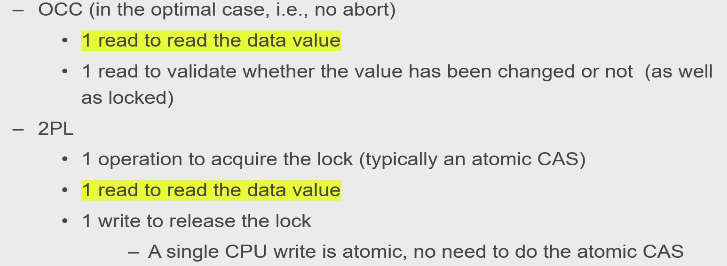 – OCC (in the optimal case, i.e., no abort)
• 1 read to read the data value
• 1 read to validate whether the value has been changed or not (as well
as locked)
– 2PL
• 1 operation to acquire the lock (typically an atomic CAS)
• 1 read to read the data value
• 1 write to release the lock
– A single CPU write is atomic, no need to do the atomic CAS